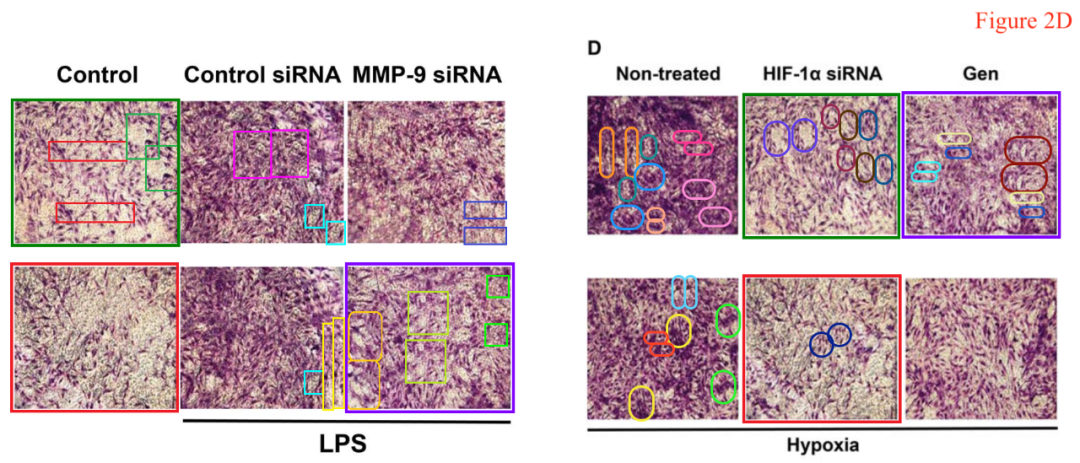 Figure 2D
Control Control siRNA MMP-9 siRNA
LPS
D
Non-treated HIF-1α siRNA Gen
Hypoxia